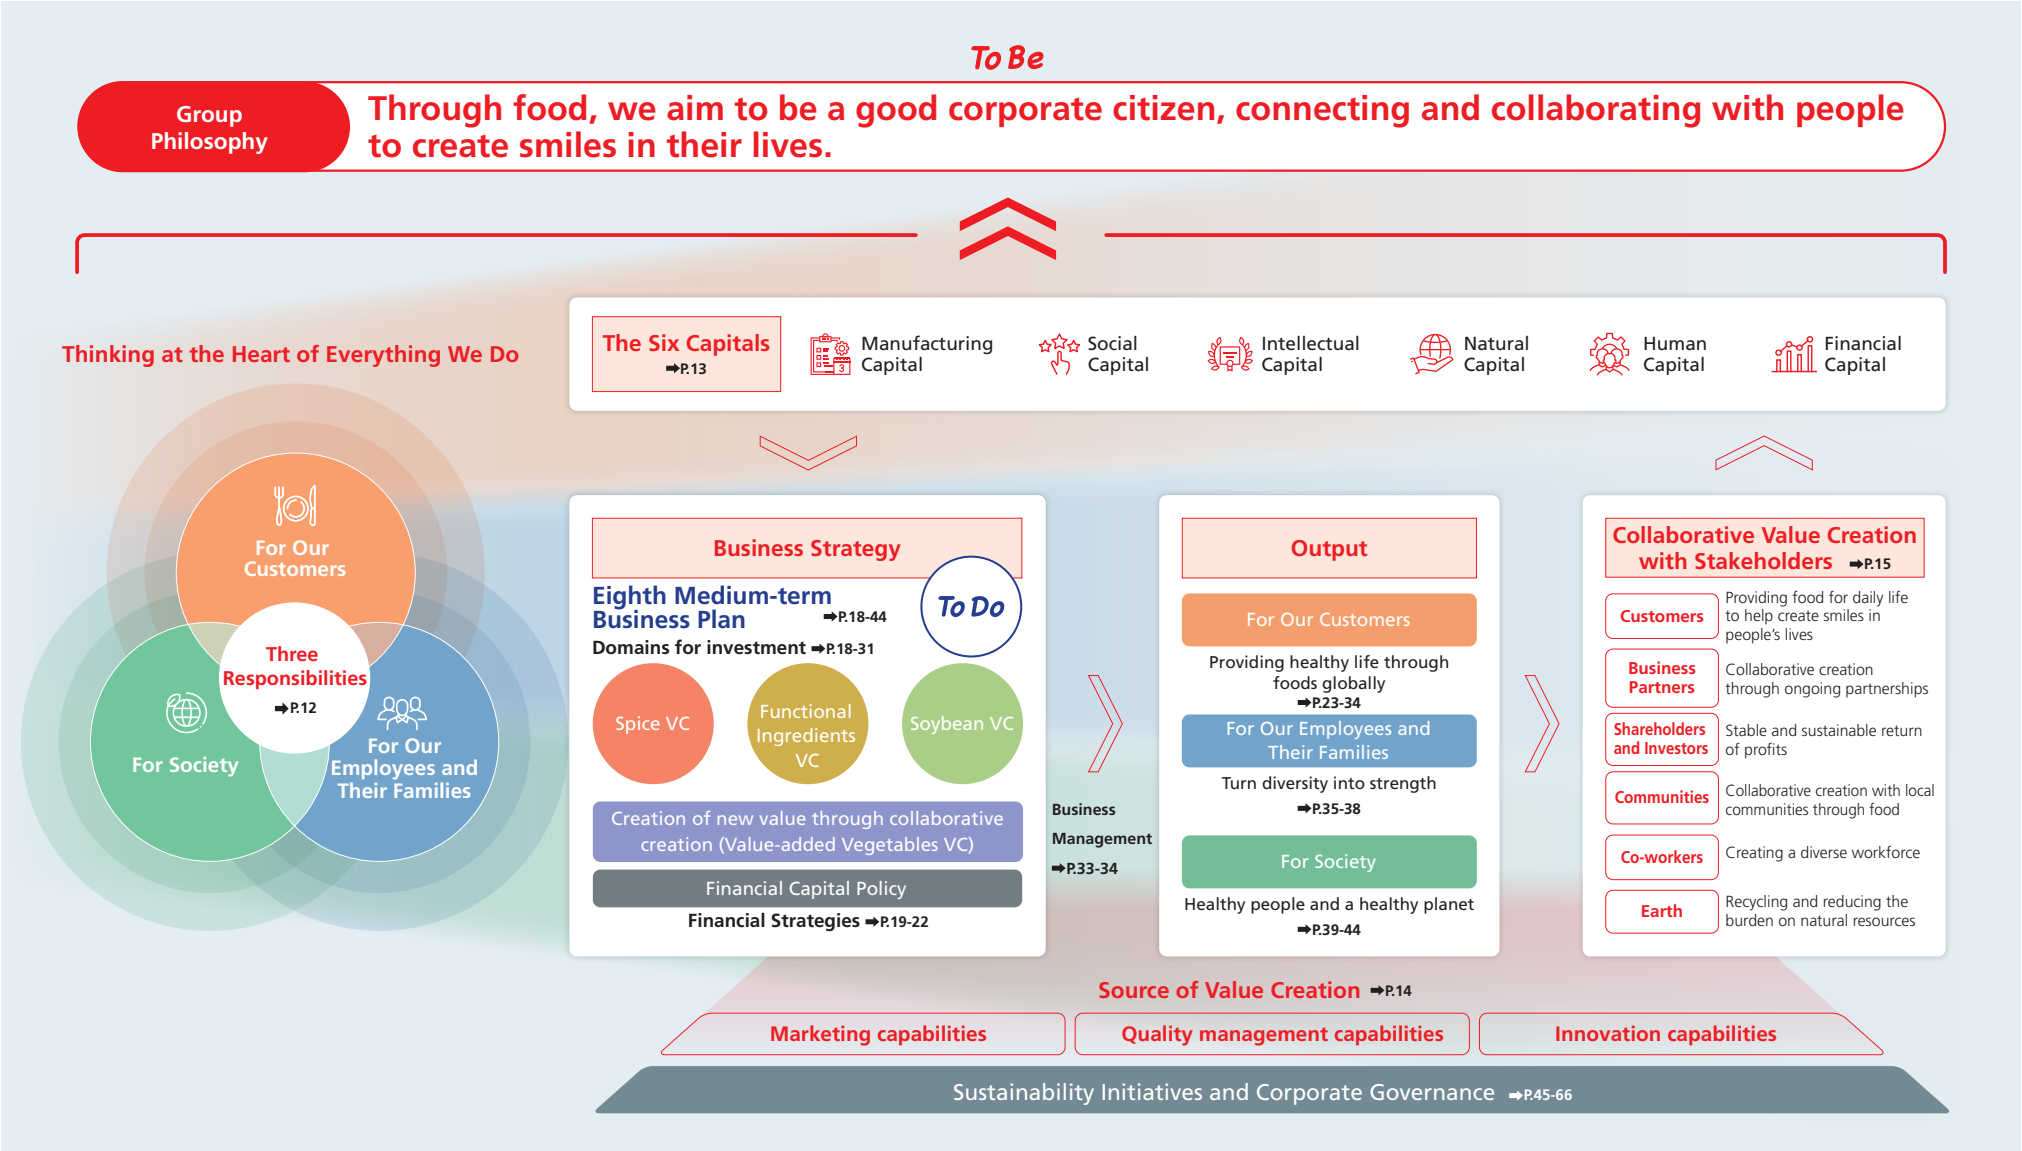 To Be
Group
Philosophy
Through food, we aim to be a good corporate citizen, connecting and collaborating with people
to create smiles in their lives.
Thinking at the Heart of Everything We Do
For Our
Customers
Three
Responsibilities
➡P.12
For Society
For Our
Employees and
Their Families
The Six Capitals
➡P.13
Manufacturing
Capital
Social
Capital
Intellectual
Capital
Natural
Capital
Human
Capital
Financial
Capital
Business Strategy
Eighth Medium-term
Business Plan ➡P.18-44
To Do
Domains for investment ➡P.18-31
Spice VC
Functional
Ingredients
VC
Soybean VC
Creation of new value through collaborative
creation (Value-added Vegetables VC)
Financial Capital Policy
Financial Strategies ➡P.19-22
Business
Management
➡P.33-34
Output
For Our Customers
Providing healthy life through
foods globally
➡P.23-34
For Our Employees and
Their Families
Turn diversity into strength
➡P.35-38
For Society
Healthy people and a healthy planet
➡P.39-44
Collaborative Value Creation
with Stakeholders ➡P.15
Customers
Providing food for daily life
to help create smiles in
people's lives
Business
Partners
Collaborative creation
through ongoing partnerships
Shareholders
and Investors
Stable and sustainable return
of profits
Communities
Collaborative creation with local
communities through food
Co-workers
Creating a diverse workforce
Earth
Recycling and reducing the
burden on natural resources
Source of Value Creation ➡P.14
Marketing capabilities
Quality management capabilities
Innovation capabilities
Sustainability Initiatives and Corporate Governance ➡P.45-66